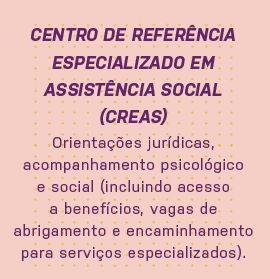 CENTRO DE REFERÊNCIA
ESPECIALIZADO EM
ASSISTÊNCIA SOCIAL
(CREAS)
Orientações jurídicas,
acompanhamento psicológico
e social (incluindo acesso
a benefícios, vagas de
abrigamento e encaminhamento
para serviços especializados).